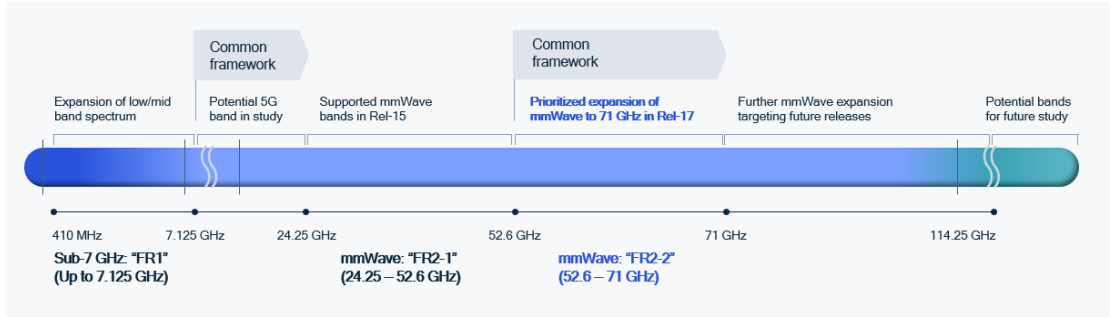 Common
framework
Common
framework
Expansion of low/mid
band spectrum
Potential 5G
band in study
Supported mmWave
bands in Rel-15
Prioritized expansion of
mmWave to 71 GHz in Rel-17
Further mmWave expansion
targeting future releases
Potential bands
for future study
410 MHz
7.125 GHz
24.25 GHz
52.6 GHz
71 GHz
114.25 GHz
Sub-7 GHz: “FR1”
(Up to 7.125 GHz)
mmWave: “FR2-1”
(24.25 – 52.6 GHz)
mmWave: “FR2-2”
(52.6 – 71 GHz)